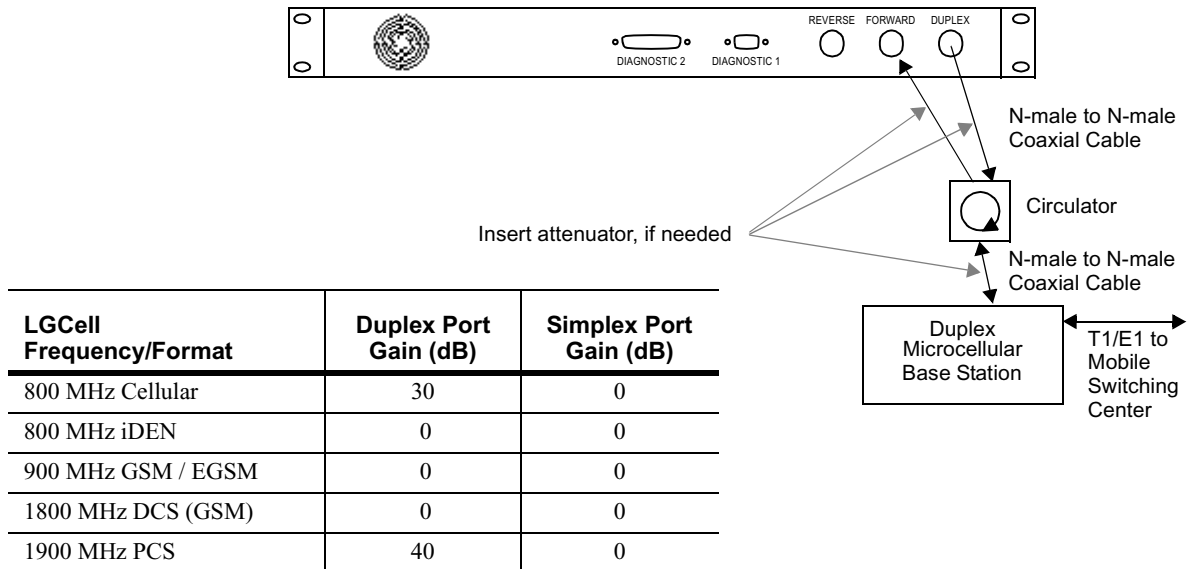 REVERSE FORWARD DUPLEX
DIAGNOSTIC 2 DIAGNOSTIC 1
N-male to N-male
Coaxial Cable
Circulator
Insert attenuator, if needed
N-male to N-male
Coaxial Cable
Duplex
Microcellular
Base Station
T1/E1 to
Mobile
Switching
Center
LGCell
Frequency/Format
Duplex Port
Gain (dB)
Simplex Port
Gain (dB)
800 MHz Cellular 30 0
800 MHz iDEN 0 0
900 MHz GSM / EGSM 0 0
1800 MHz DCS (GSM) 0 0
1900 MHz PCS 40 0